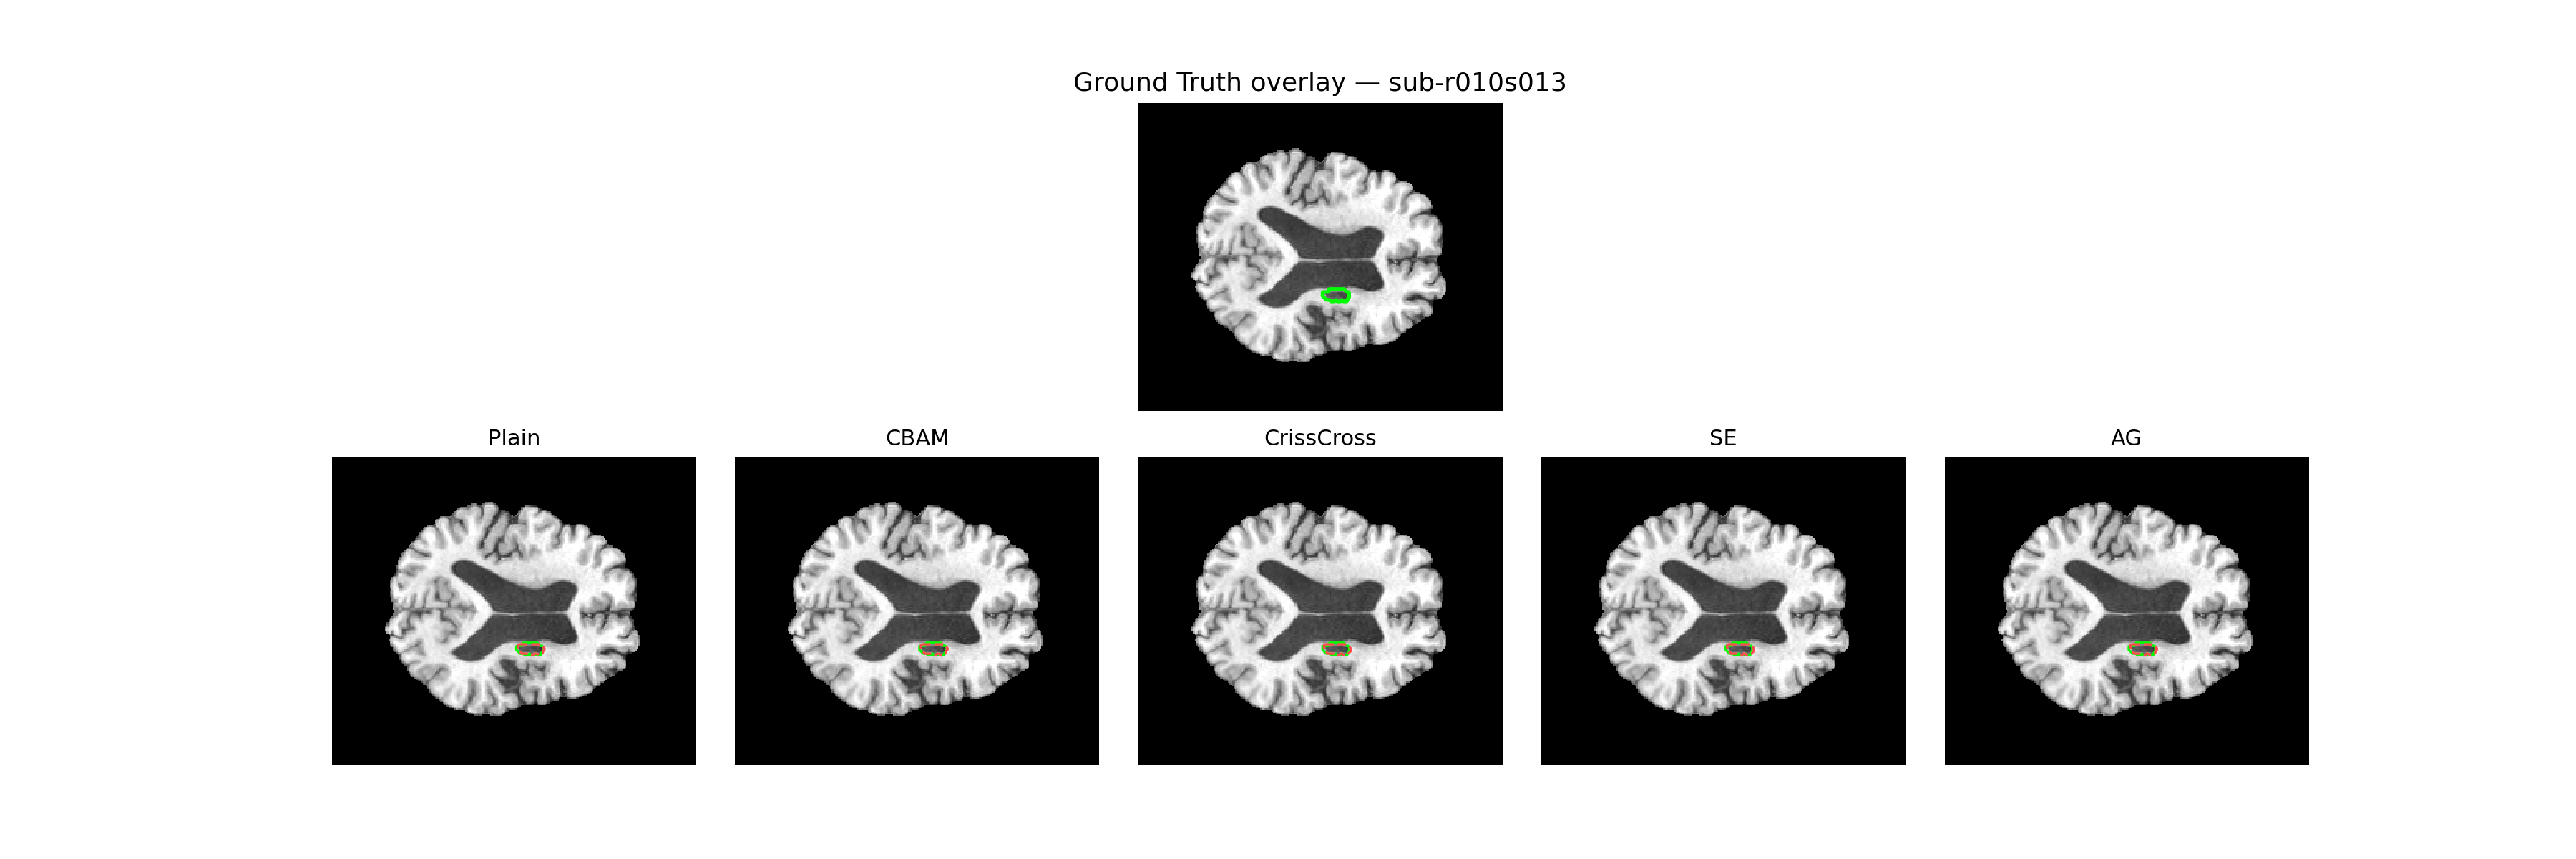 Ground Truth overlay — sub-r010s013
Plain
CBAM
CrissCross
SE
AG